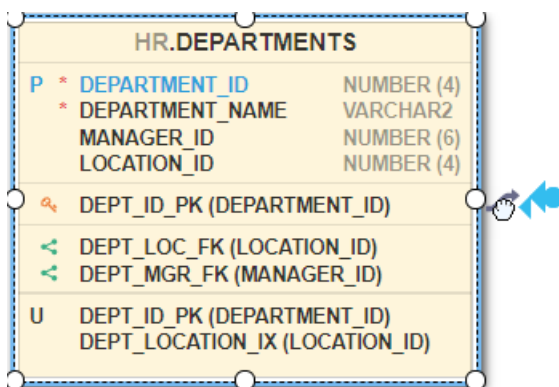 HR.DEPARTMENTS
P * DEPARTMENT_ID NUMBER (4)
* DEPARTMENT_NAME VARCHAR2
MANAGER_ID NUMBER (6)
LOCATION_ID NUMBER (4)
DEPT_ID_PK (DEPARTMENT_ID)
DEPT_LOC_FK (LOCATION_ID)
DEPT_MGR_FK (MANAGER_ID)
U DEPT_ID_PK (DEPARTMENT_ID)
DEPT_LOCATION_IX (LOCATION_ID)